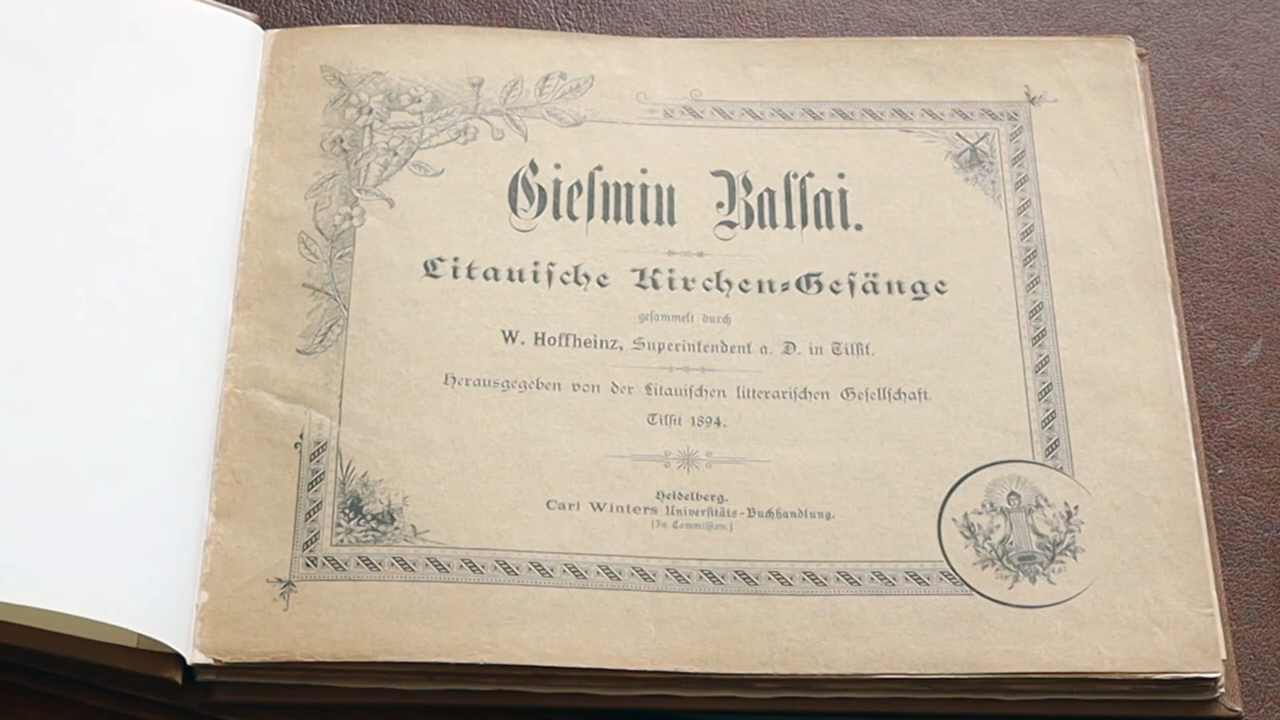 Gieſmiu Balſai.
Litauiſche Kirchen-Geſänge
geſammelt durch
W. Hoffheinz, Superintendent a. D. in Tilſit.
Herausgegeben von der Litauiſchen litterariſchen Geſellſchaft.
Tilſit 1894.
Heidelberg.
Carl Winters Univerſitäts-Buchhandlung.
(In Commiſſion.)